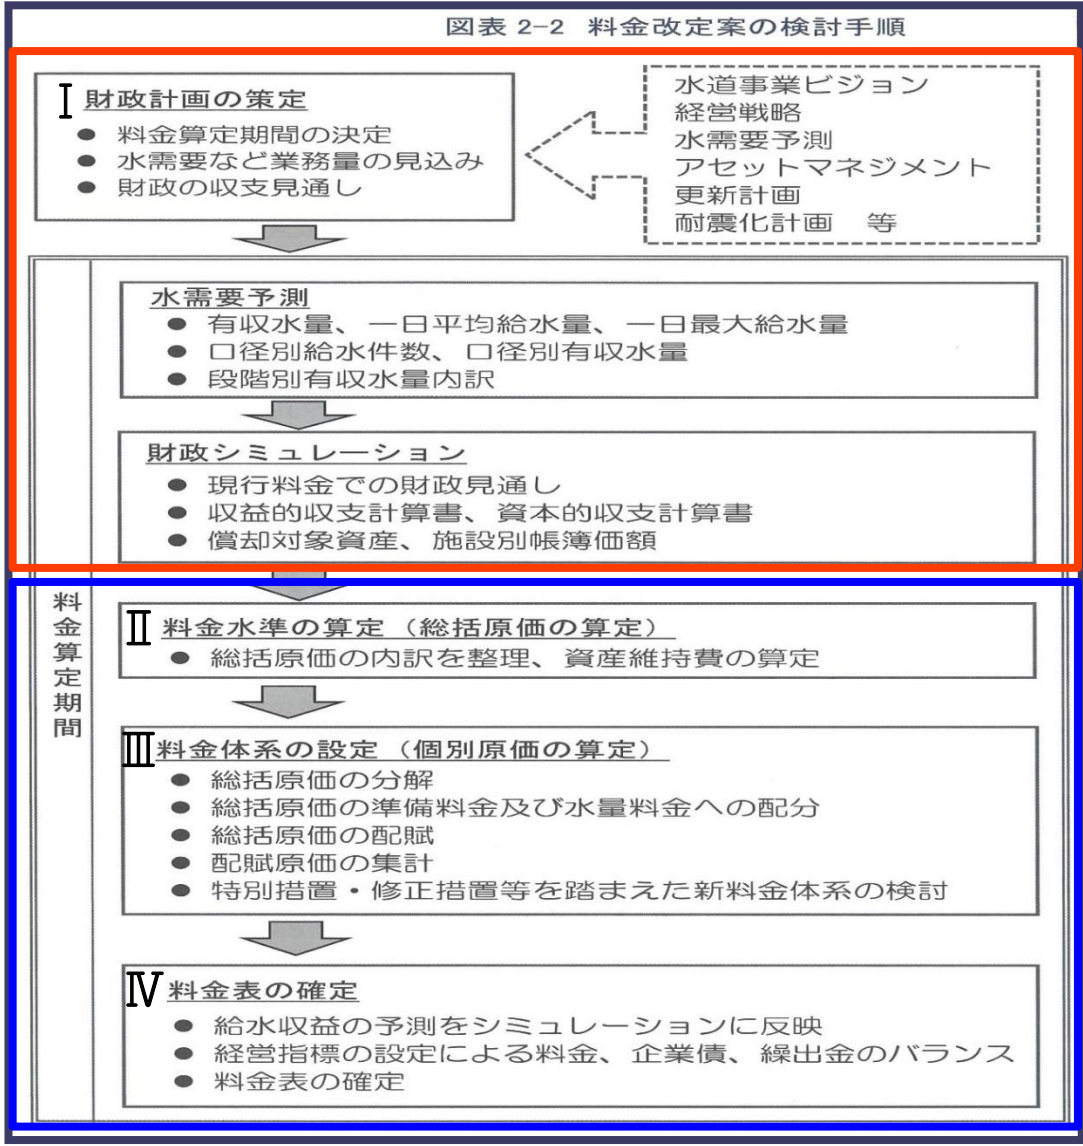 図表 2-2 料金改定案の検討手順
Ⅰ 財政計画の策定
● 料金算定期間の決定
● 水需要など業務量の見込み
● 財政の収支見通し
水道事業ビジョン
経営戦略
水需要予測
アセットマネジメント
更新計画
耐震化計画 等
料金算定期間
水需要予測
● 有収水量、一日平均給水量、一日最大給水量
● 口径別給水件数、口径別有収水量
● 段階別有収水量内訳
財政シミュレーション
● 現行料金での財政見通し
● 収益的収支計算書、資本的収支計算書
● 償却対象資産、施設別帳簿価額
Ⅱ 料金水準の算定（総括原価の算定）
● 総括原価の内訳を整理、資産維持費の算定
Ⅲ 料金体系の設定（個別原価の算定）
● 総括原価の分解
● 総括原価の準備料金及び水量料金への配分
● 総括原価の配賦
● 配賦原価の集計
● 特別措置・修正措置等を踏まえた新料金体系の検討
Ⅳ 料金表の確定
● 給水収益の予測をシミュレーションに反映
● 経営指標の設定による料金、企業債、繰出金のバランス
● 料金表の確定